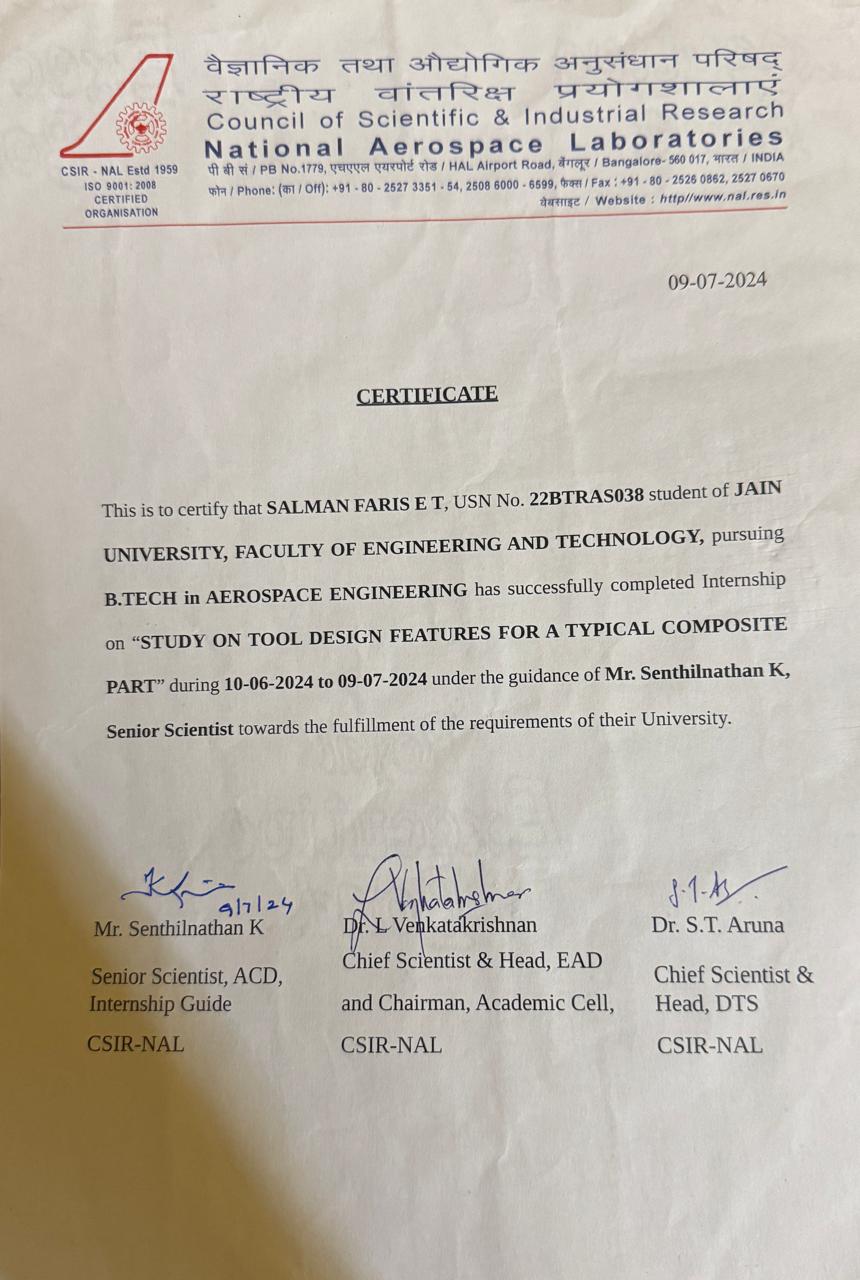 वैज्ञानिक तथा औद्योगिक अनुसंधान परिषद्
राष्ट्रीय वांतरिक्ष प्रयोगशालाएं
Council of Scientific & Industrial Research
National Aerospace Laboratories
CSIR - NAL Estd 1959
ISO 9001: 2008
CERTIFIED
ORGANISATION
पी बी सं / PB No.1779, एचएएल एयरपोर्ट रोड / HAL Airport Road, बैंगलूर / Bangalore- 560 017, भारत / INDIA
फोन / Phone: (का / Off): +91 - 80 - 2527 3351 - 54, 2508 6000 - 6599, फ़ैक्स / Fax : +91 - 80 - 2526 0862, 2527 0670
वेबसाइट / Website : http//www.nal.res.in
09-07-2024
CERTIFICATE
This is to certify that SALMAN FARIS E T, USN No. 22BTRAS038 student of JAIN
UNIVERSITY, FACULTY OF ENGINEERING AND TECHNOLOGY, pursuing
B.TECH in AEROSPACE ENGINEERING has successfully completed Internship
on “STUDY ON TOOL DESIGN FEATURES FOR A TYPICAL COMPOSITE
PART” during 10-06-2024 to 09-07-2024 under the guidance of Mr. Senthilnathan K,
Senior Scientist towards the fulfillment of the requirements of their University.
9/7/24
Mr. Senthilnathan K
Senior Scientist, ACD,
Internship Guide
CSIR-NAL
Dr. L Venkatakrishnan
Chief Scientist & Head, EAD
and Chairman, Academic Cell,
CSIR-NAL
Dr. S.T. Aruna
Chief Scientist &
Head, DTS
CSIR-NAL